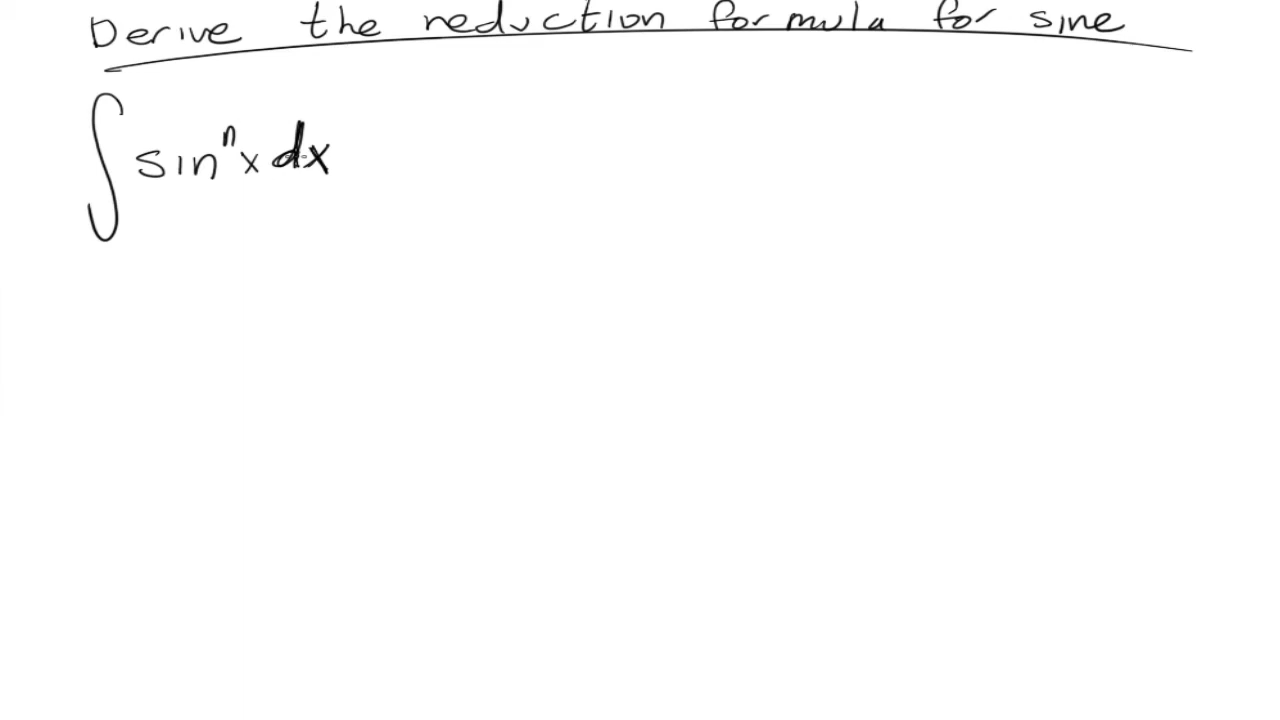 Derive the reduction formula for sine
∫ sinⁿx dx